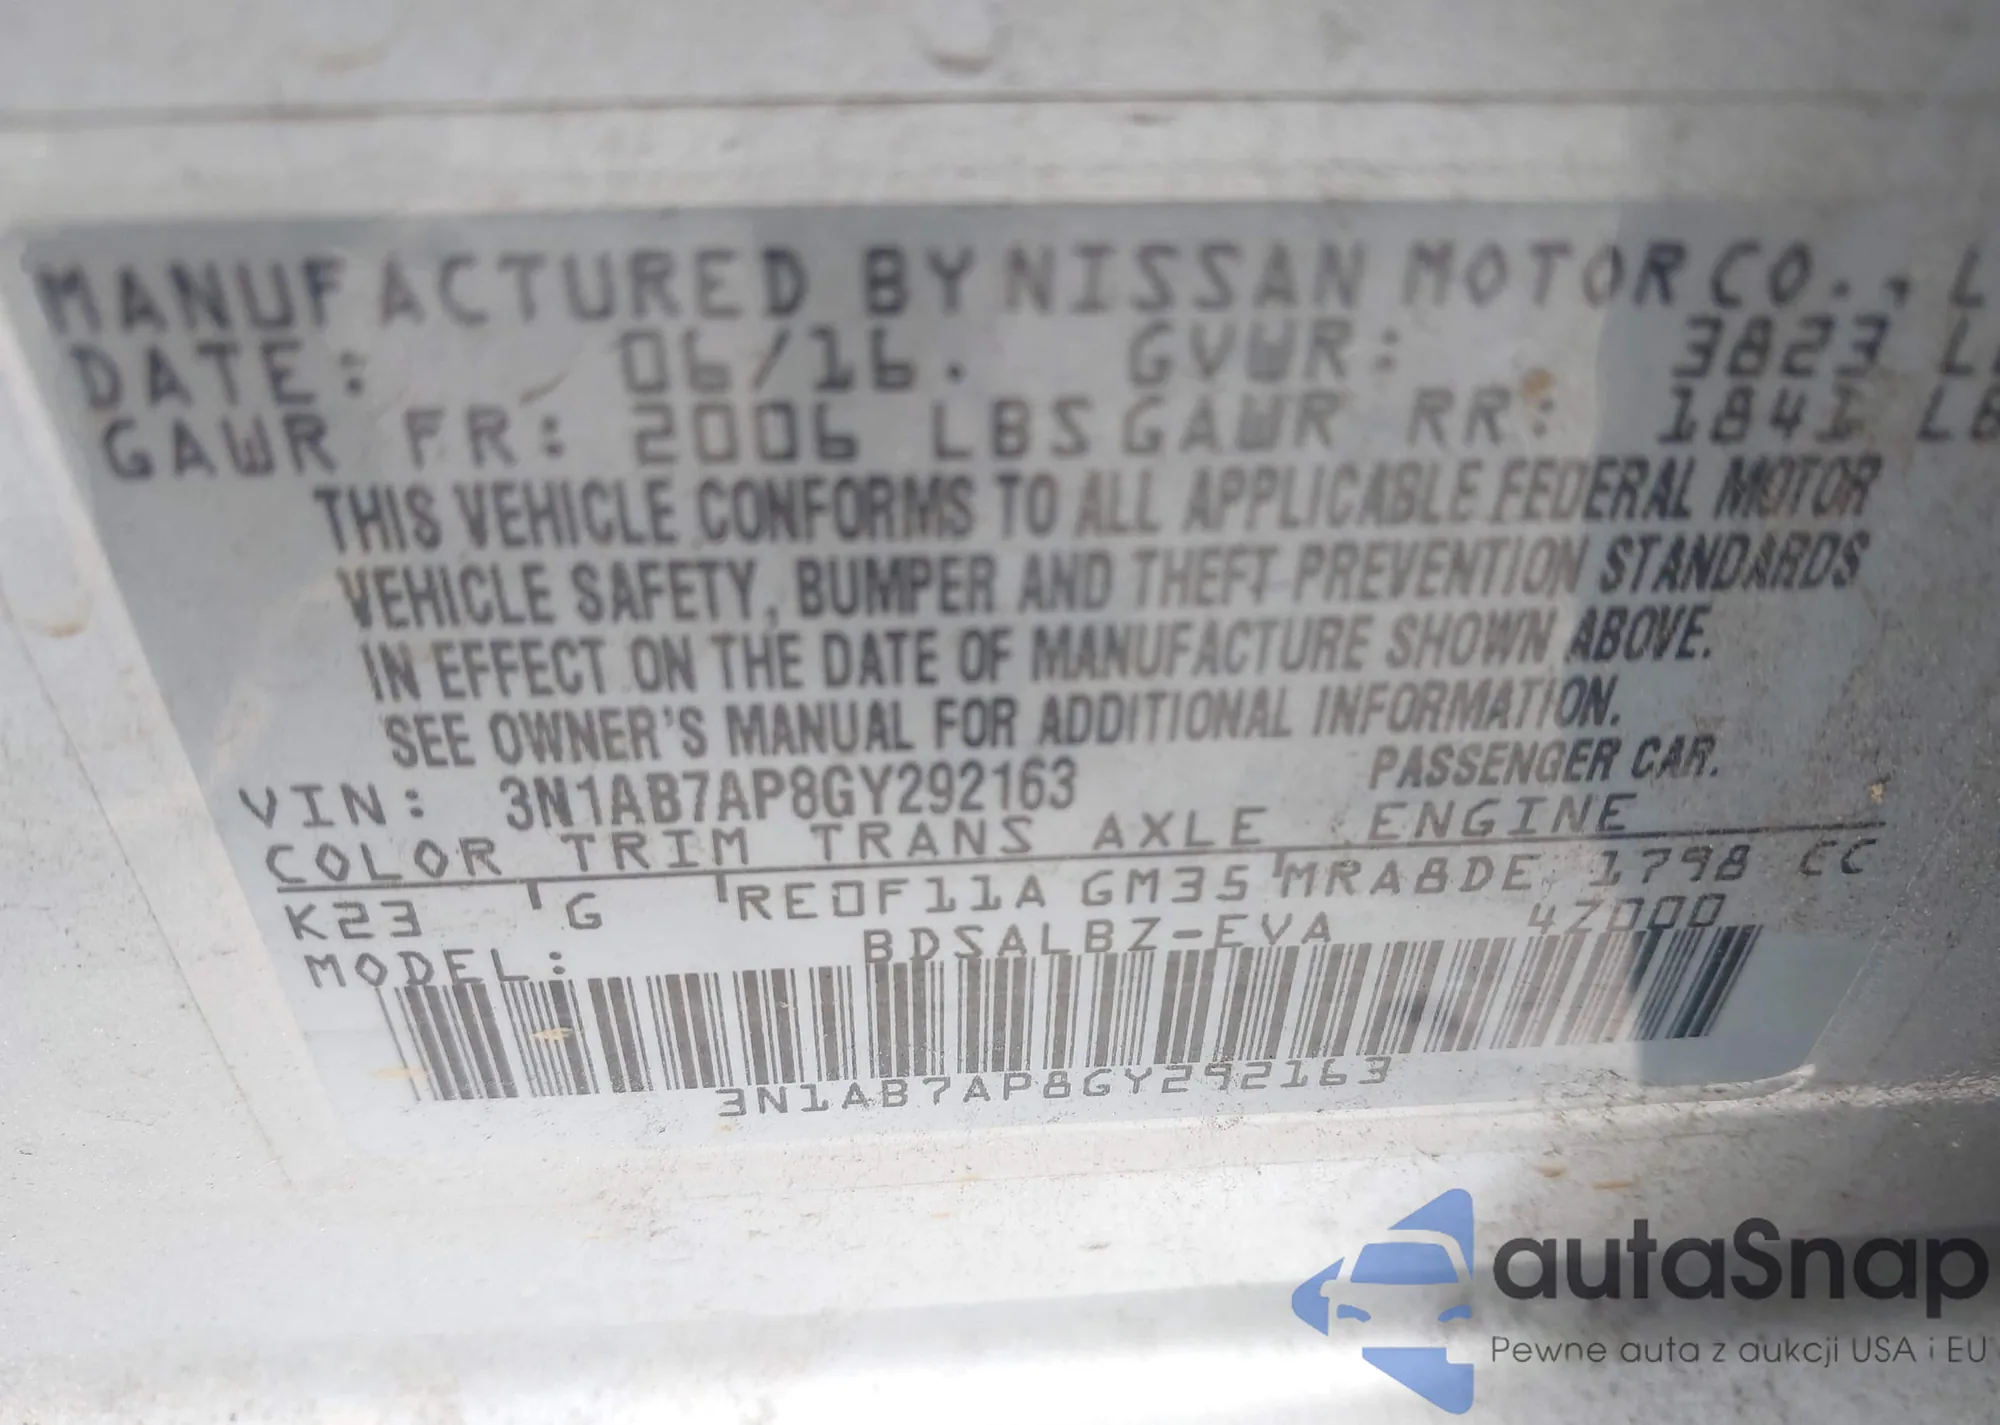 MANUFACTURED BY NISSAN MOTOR CO., L
DATE: 06/16. GVWR: 3823 L
GAWR FR: 2006 LBS GAWR RR: 1841 LB
THIS VEHICLE CONFORMS TO ALL APPLICABLE FEDERAL MOTOR
VEHICLE SAFETY, BUMPER AND THEFT PREVENTION STANDARDS
IN EFFECT ON THE DATE OF MANUFACTURE SHOWN ABOVE.
SEE OWNER'S MANUAL FOR ADDITIONAL INFORMATION.
VIN: 3N1AB7AP8GY292163 PASSENGER CAR.
COLOR TRIM TRANS AXLE ENGINE
K23 G RE0F11A GM35 MRA8DE 1798 CC
MODEL: BDSALBZ-EVA 4Z000
3N1AB7AP8GY292163
autaSnap
Pewne auta z aukcji USA i EU